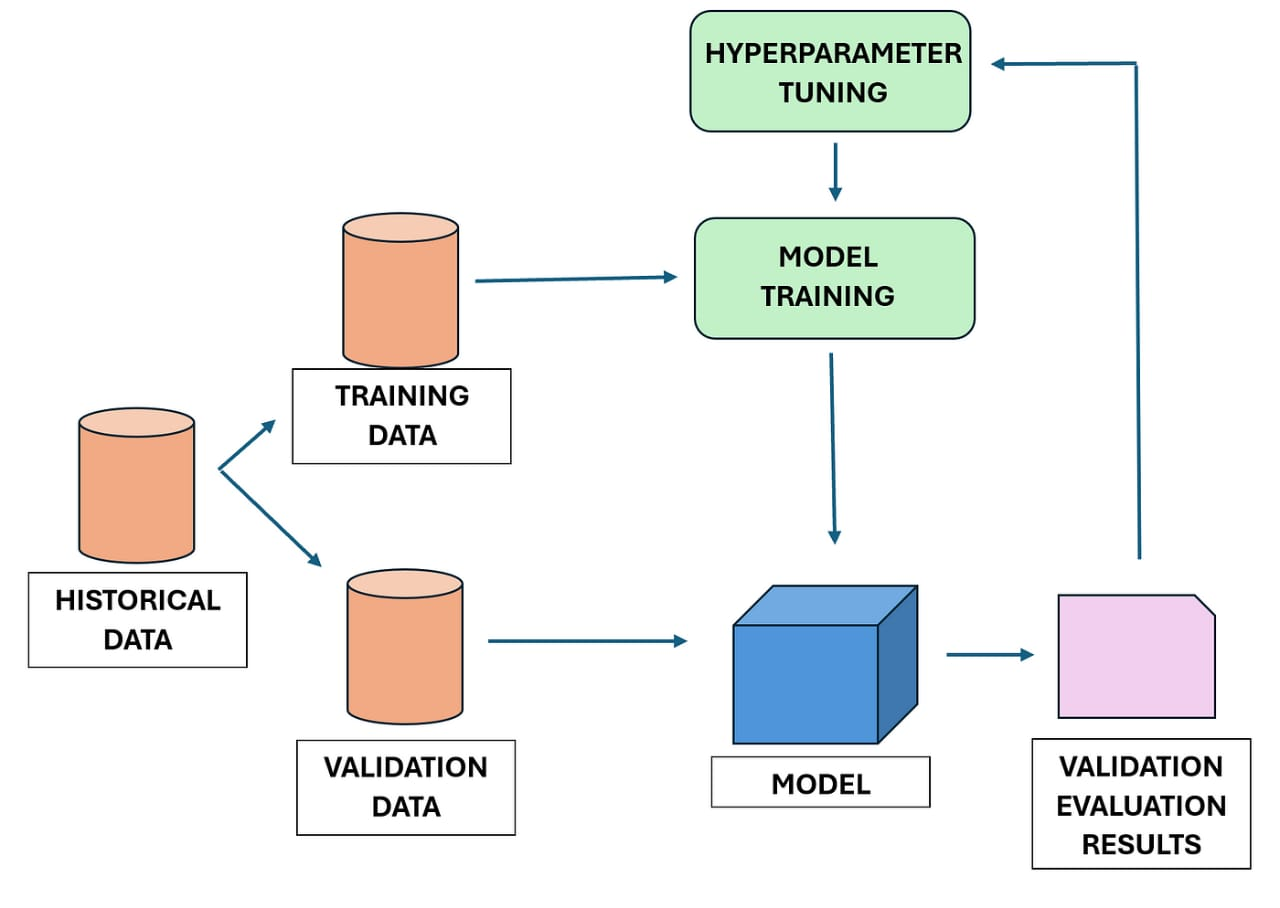 HYPERPARAMETER
TUNING
MODEL
TRAINING
TRAINING
DATA
HISTORICAL
DATA
VALIDATION
DATA
MODEL
VALIDATION
EVALUATION
RESULTS